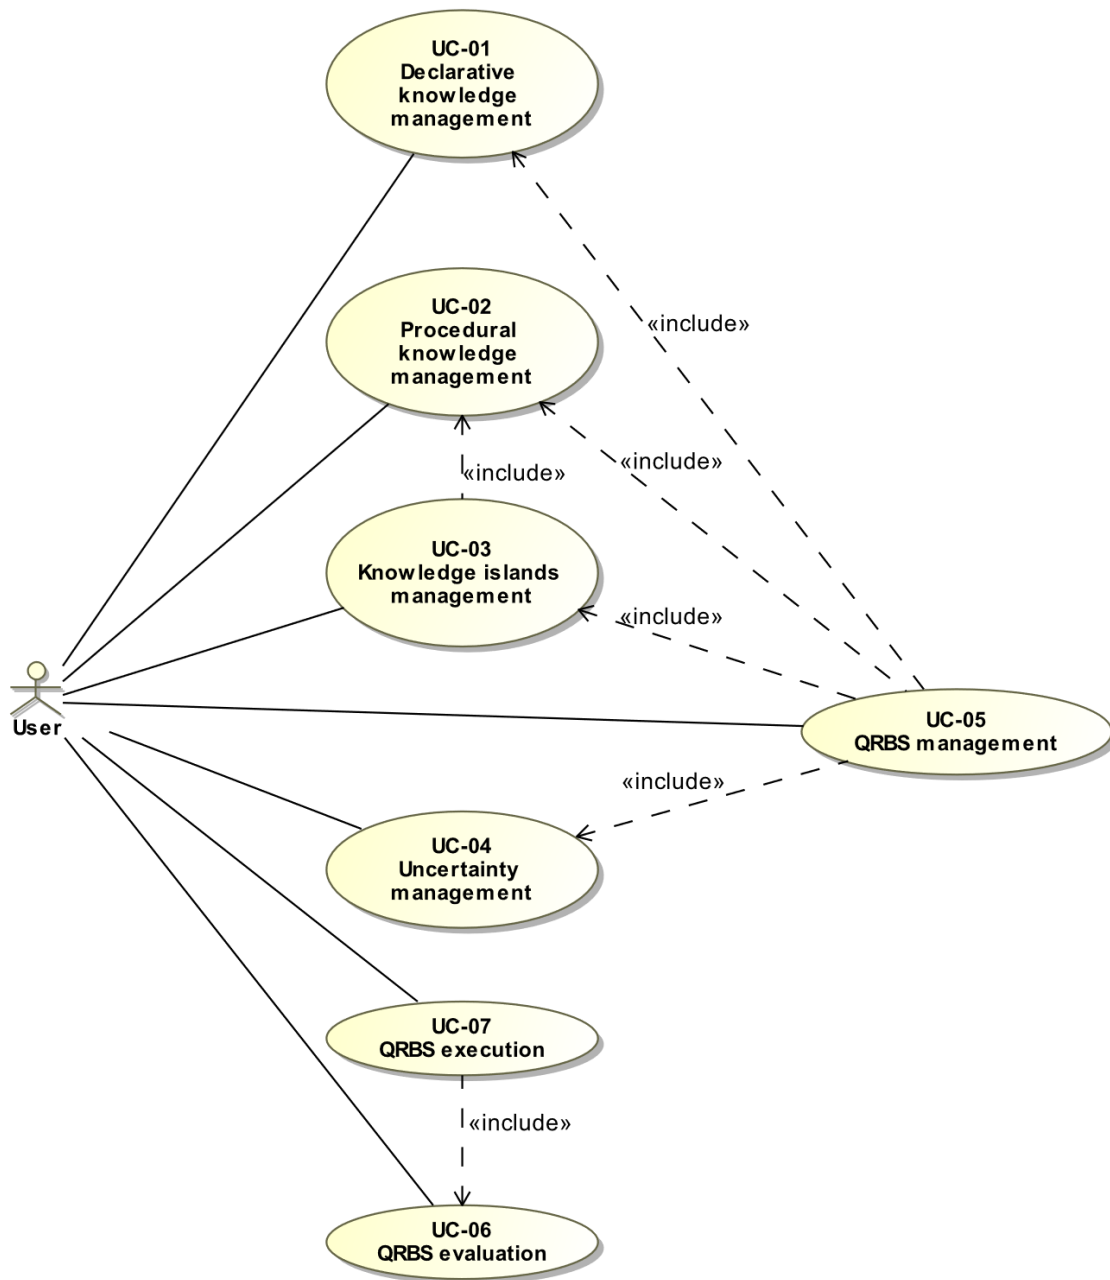 UC-01
Declarative
knowledge
management
«include»
UC-02
Procedural
knowledge
management
«include»
«include»
UC-03
Knowledge islands
management
«include»
User
UC-05
QRBS management
«include»
UC-04
Uncertainty
management
UC-07
QRBS execution
«include»
UC-06
QRBS evaluation